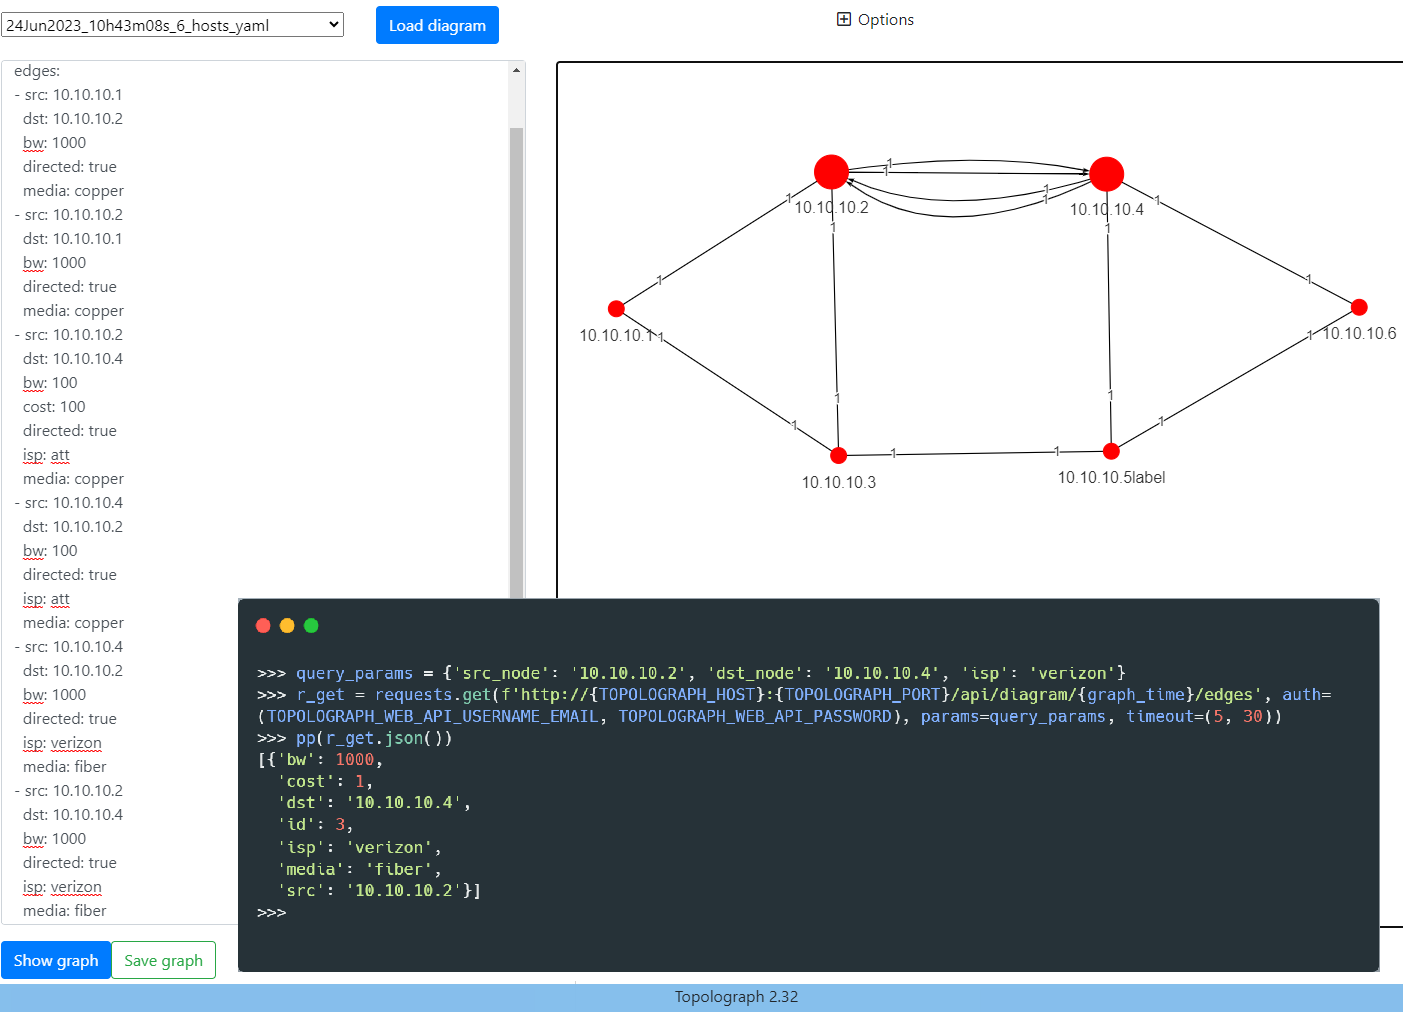 24Jun2023_10h43m08s_6_hosts_yaml
Load diagram
Options
edges:
- src: 10.10.10.1
dst: 10.10.10.2
bw: 1000
directed: true
media: copper
- src: 10.10.10.2
dst: 10.10.10.1
bw: 1000
directed: true
media: copper
- src: 10.10.10.2
dst: 10.10.10.4
bw: 100
cost: 100
directed: true
isp: att
media: copper
- src: 10.10.10.4
dst: 10.10.10.2
bw: 100
directed: true
isp: att
media: copper
- src: 10.10.10.4
dst: 10.10.10.2
bw: 1000
directed: true
isp: verizon
media: fiber
- src: 10.10.10.2
dst: 10.10.10.4
bw: 1000
directed: true
isp: verizon
media: fiber
Show graph
Save graph
1
1
1
1
1
1
10.10.10.2
10.10.10.4
1
1
1
1
1
10.10.10.1
1
1
10.10.10.6
1
1
1
1
1
1
10.10.10.3
10.10.10.5label
>>> query_params = {'src_node': '10.10.10.2', 'dst_node': '10.10.10.4', 'isp': 'verizon'}
>>> r_get = requests.get(f'http://{TOPOLOGRAPH_HOST}:{TOPOLOGRAPH_PORT}/api/diagram/{graph_time}/edges', auth=
(TOPOLOGRAPH_WEB_API_USERNAME_EMAIL, TOPOLOGRAPH_WEB_API_PASSWORD), params=query_params, timeout=(5, 30))
>>> pp(r_get.json())
[{'bw': 1000,
'cost': 1,
'dst': '10.10.10.4',
'id': 3,
'isp': 'verizon',
'media': 'fiber',
'src': '10.10.10.2'}]
>>>
Topolograph 2.32